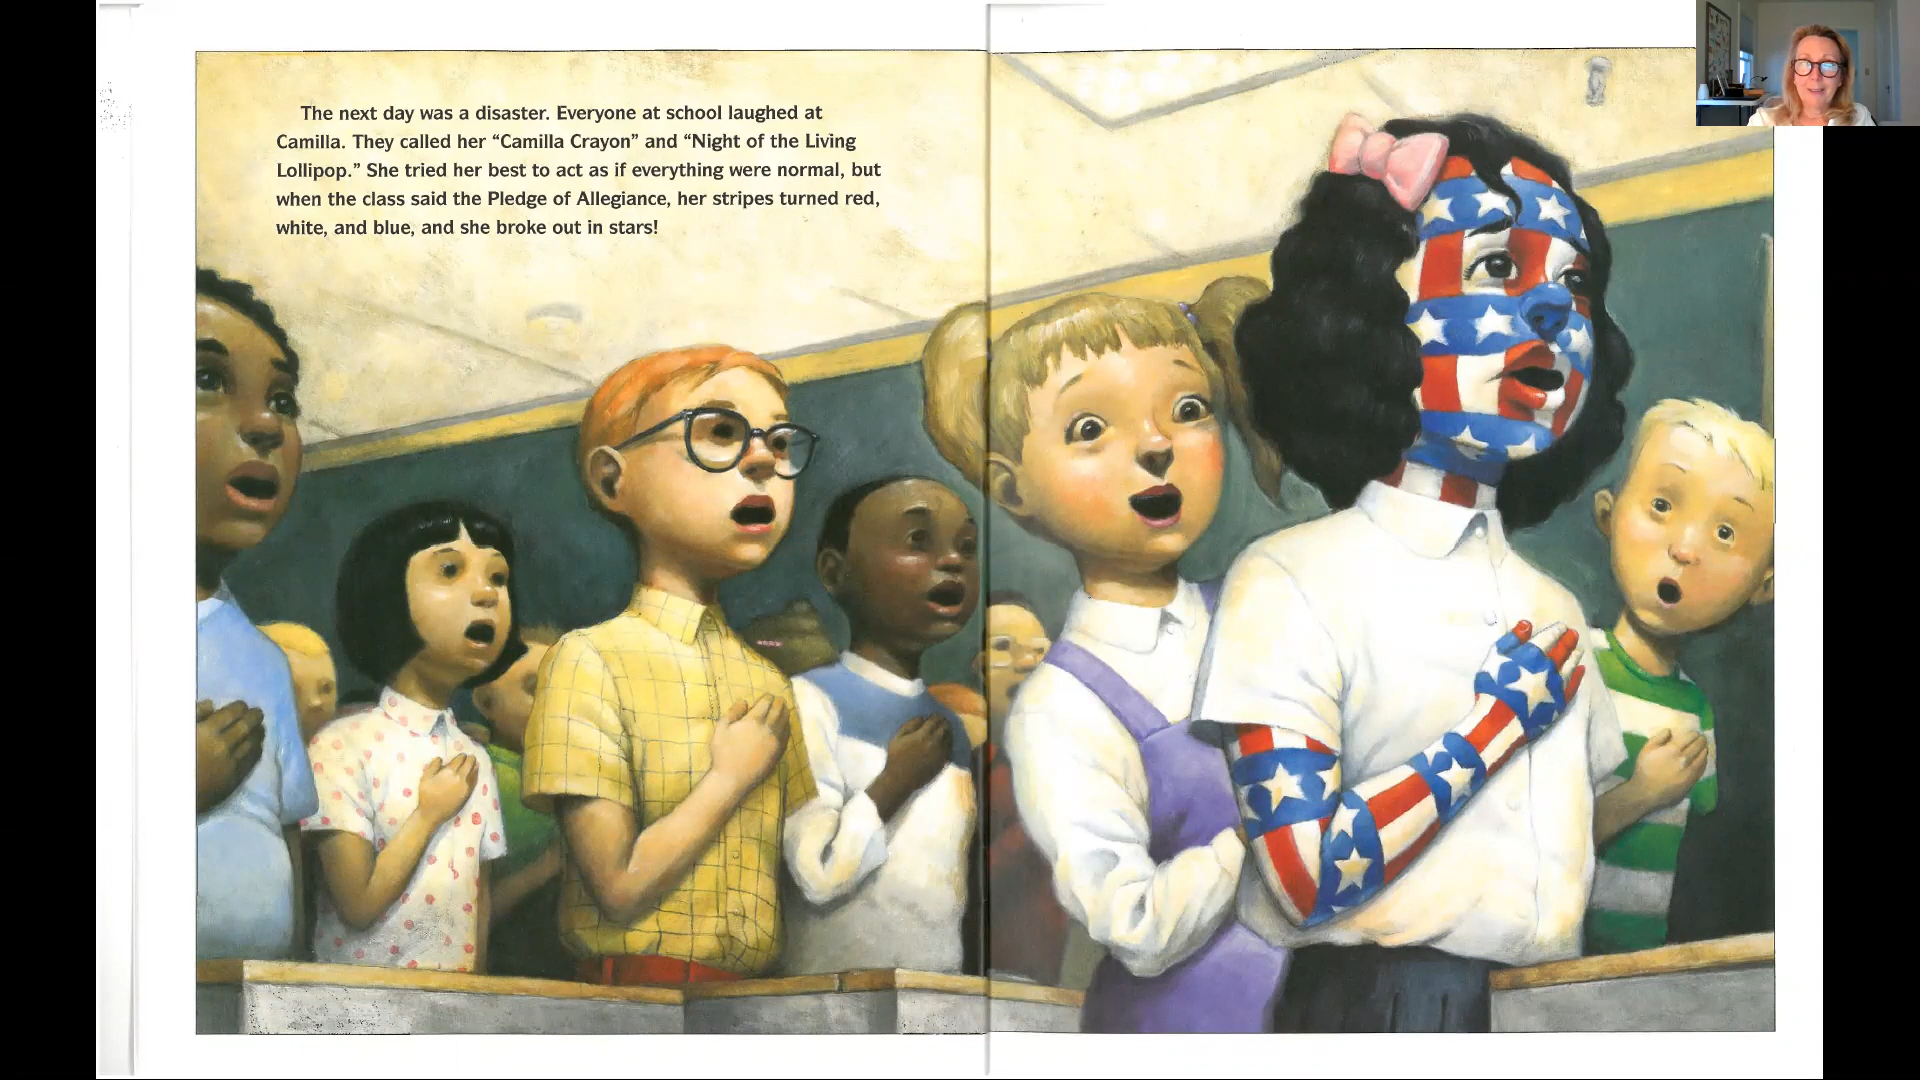 The next day was a disaster. Everyone at school laughed at
Camilla. They called her “Camilla Crayon” and “Night of the Living
Lollipop.” She tried her best to act as if everything were normal, but
when the class said the Pledge of Allegiance, her stripes turned red,
white, and blue, and she broke out in stars!